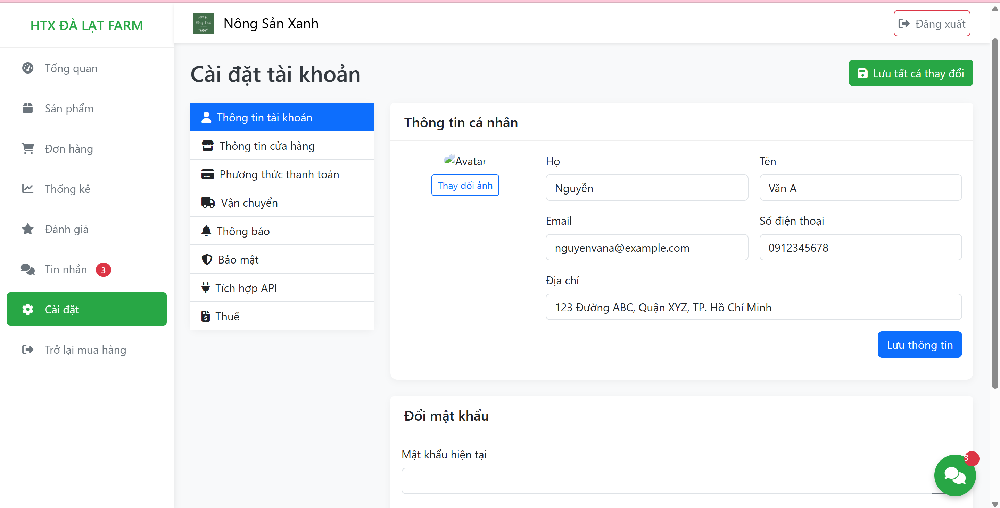 HTX ĐÀ LẠT FARM
Nông Sản Xanh
Đăng xuất
Tổng quan
Sản phẩm
Đơn hàng
Thống kê
Đánh giá
Tin nhắn 3
Cài đặt
Trở lại mua hàng
Cài đặt tài khoản
Lưu tất cả thay đổi
Thông tin tài khoản
Thông tin cửa hàng
Phương thức thanh toán
Vận chuyển
Thông báo
Bảo mật
Tích hợp API
Thuế
Thông tin cá nhân
Avatar
Thay đổi ảnh
Họ
Tên
Nguyễn
Văn A
Email
Số điện thoại
nguyenvana@example.com
0912345678
Địa chỉ
123 Đường ABC, Quận XYZ, TP. Hồ Chí Minh
Lưu thông tin
Đổi mật khẩu
Mật khẩu hiện tại
3